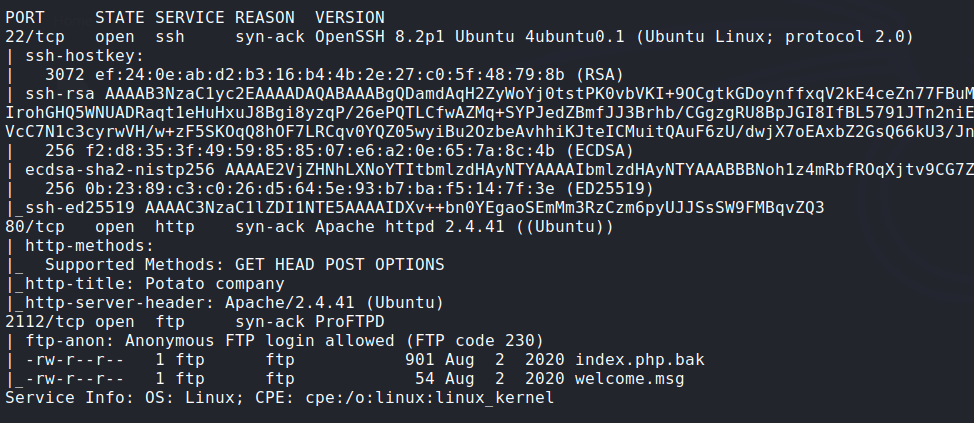 PORT     STATE SERVICE REASON  VERSION
22/tcp   open  ssh     syn-ack OpenSSH 8.2p1 Ubuntu 4ubuntu0.1 (Ubuntu Linux; protocol 2.0)
| ssh-hostkey:
|   3072 ef:24:0e:ab:d2:b3:16:b4:4b:2e:27:c0:5f:48:79:8b (RSA)
| ssh-rsa AAAAB3NzaC1yc2EAAAADAQABAAABgQDamdAqH2ZyWoYj0tstPK0vbVKI+9OCgtkGDoynffxqV2kE4ceZn77FBuM
IrohGHQ5WNUADRaqt1eHuHxuJ8Bgi8yzqP/26ePQTLCfwAZMq+SYPJedZBmfJJ3Brhb/CGgzgRU8BpJGI8IfBL5791JTn2niE
VcC7N1c3cyrwVH/w+zF5SKOqQ8hOF7LRCqv0YQZ05wyiBu2OzbeAvhhiKJteICMuitQAuF6zU/dwjX7oEAxbZ2GsQ66kU3/Jn
|   256 f2:d8:35:3f:49:59:85:85:07:e6:a2:0e:65:7a:8c:4b (ECDSA)
| ecdsa-sha2-nistp256 AAAAE2VjZHNhLXNoYTItbmlzdHAyNTYAAAAIbmlzdHAyNTYAAABBBNoh1z4mRbfROqXjtv9CG7Z
|   256 0b:23:89:c3:c0:26:d5:64:5e:93:b7:ba:f5:14:7f:3e (ED25519)
|_ssh-ed25519 AAAAC3NzaC1lZDI1NTE5AAAAIDXv++bn0YEgaoSEmMm3RzCzm6pyUJJSsSW9FMBqvZQ3
80/tcp   open  http    syn-ack Apache httpd 2.4.41 ((Ubuntu))
| http-methods:
|_  Supported Methods: GET HEAD POST OPTIONS
|_http-title: Potato company
|_http-server-header: Apache/2.4.41 (Ubuntu)
2112/tcp open  ftp     syn-ack ProFTPD
| ftp-anon: Anonymous FTP login allowed (FTP code 230)
| -rw-r--r--   1 ftp      ftp           901 Aug  2  2020 index.php.bak
|_-rw-r--r--   1 ftp      ftp            54 Aug  2  2020 welcome.msg
Service Info: OS: Linux; CPE: cpe:/o:linux:linux_kernel